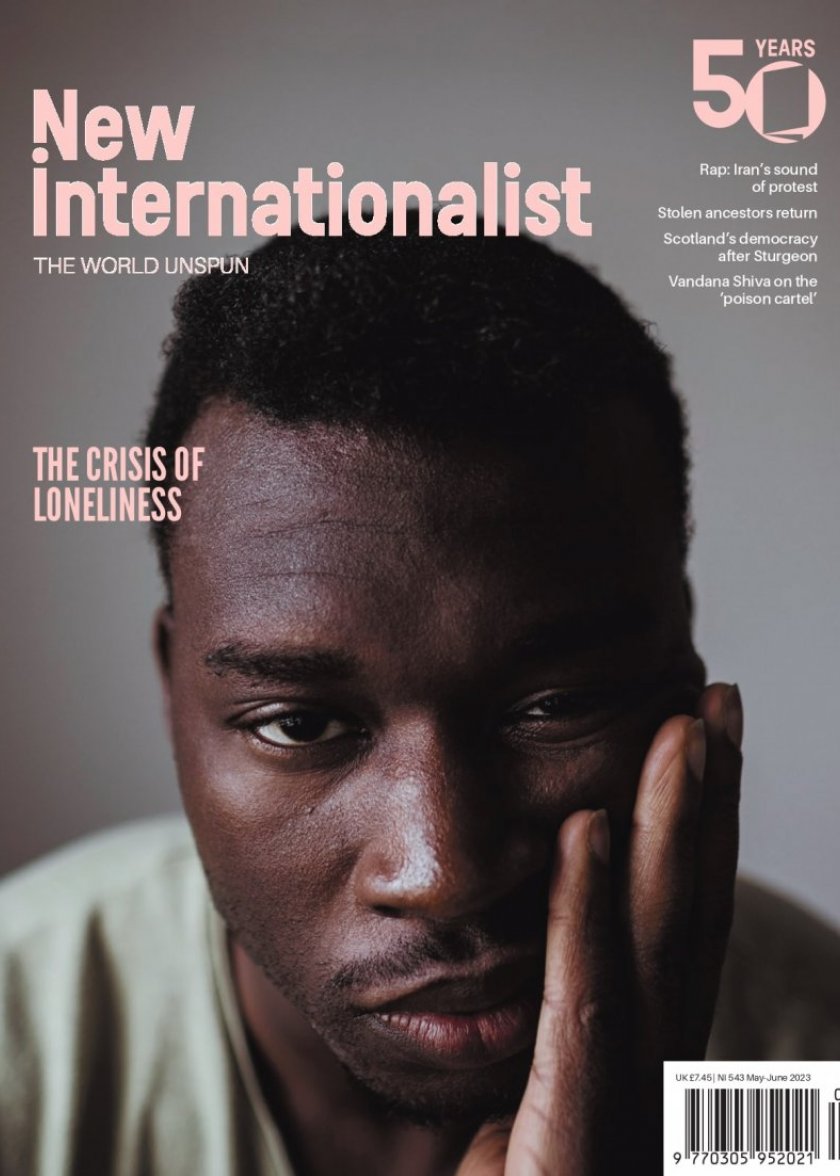 50 YEARS
New
internationalist
THE WORLD UNSPUN
Rap: Iran's sound
of protest
Stolen ancestors return
Scotland's democracy
after Sturgeon
Vandana Shiva on the
'poison cartel'
THE CRISIS OF
LONELINESS
UK £7.45 | NI 543 May-June 2023
9 770305 952021